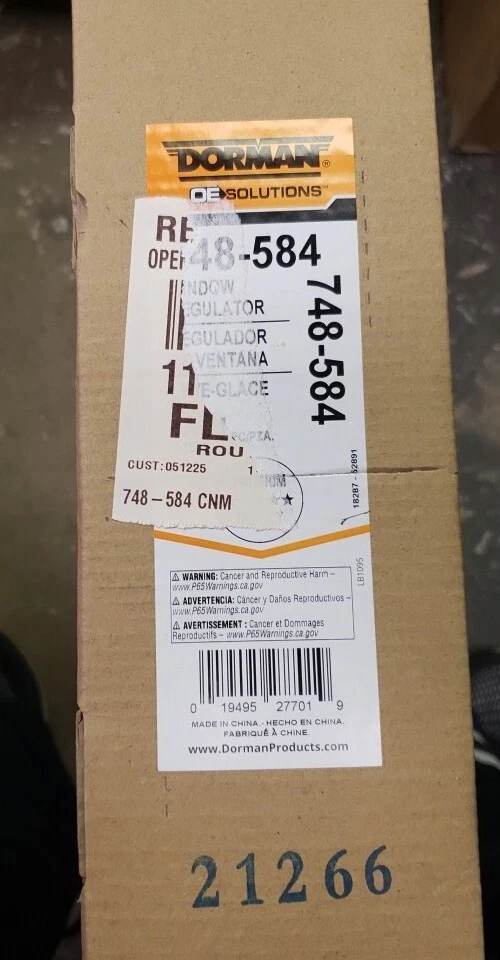 DORMAN®
OE SOLUTIONS™
48-584
NDOW
EGULATOR
EGULADOR
VENTANA
E-GLACE
748-584
11
FL
ROU
CUST:051225
748-584 CNM
18287 - 52891
LB1095
⚠ WARNING: Cancer and Reproductive Harm –
www.P65Warnings.ca.gov
⚠ ADVERTENCIA: Cáncer y Daños Reproductivos –
www.P65Warnings.ca.gov
⚠ AVERTISSEMENT : Cancer et Dommages
Reproductifs – www.P65Warnings.ca.gov
0 19495 27701 9
MADE IN CHINA. · HECHO EN CHINA.
FABRIQUÉ À CHINE.
www.DormanProducts.com
21266